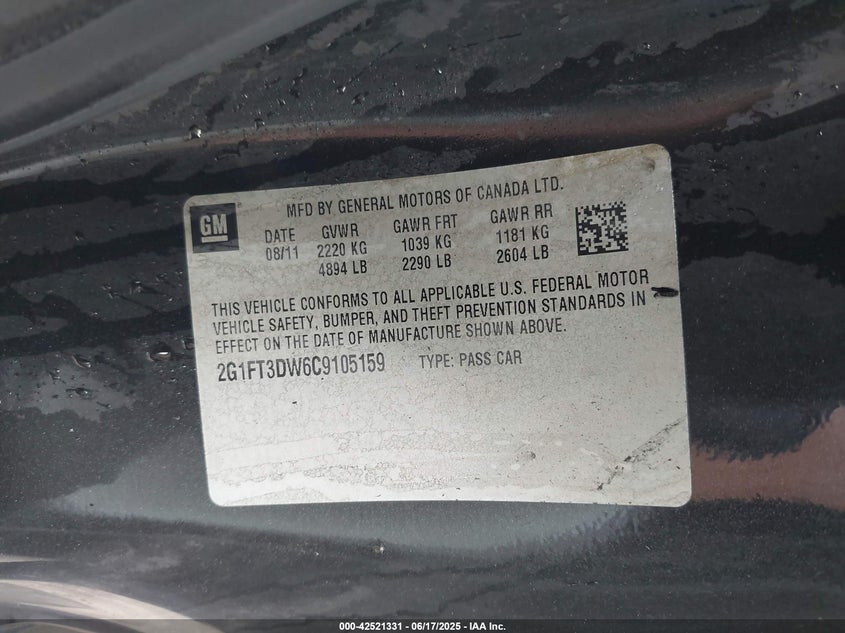 MFD BY GENERAL MOTORS OF CANADA LTD.
GM
DATE GVWR GAWR FRT GAWR RR
08/11 2220 KG 1039 KG 1181 KG
4894 LB 2290 LB 2604 LB
THIS VEHICLE CONFORMS TO ALL APPLICABLE U.S. FEDERAL MOTOR
VEHICLE SAFETY, BUMPER, AND THEFT PREVENTION STANDARDS IN
EFFECT ON THE DATE OF MANUFACTURE SHOWN ABOVE.
2G1FT3DW6C9105159 TYPE: PASS CAR
000-42521331 - 06/17/2025 - IAA, Inc.